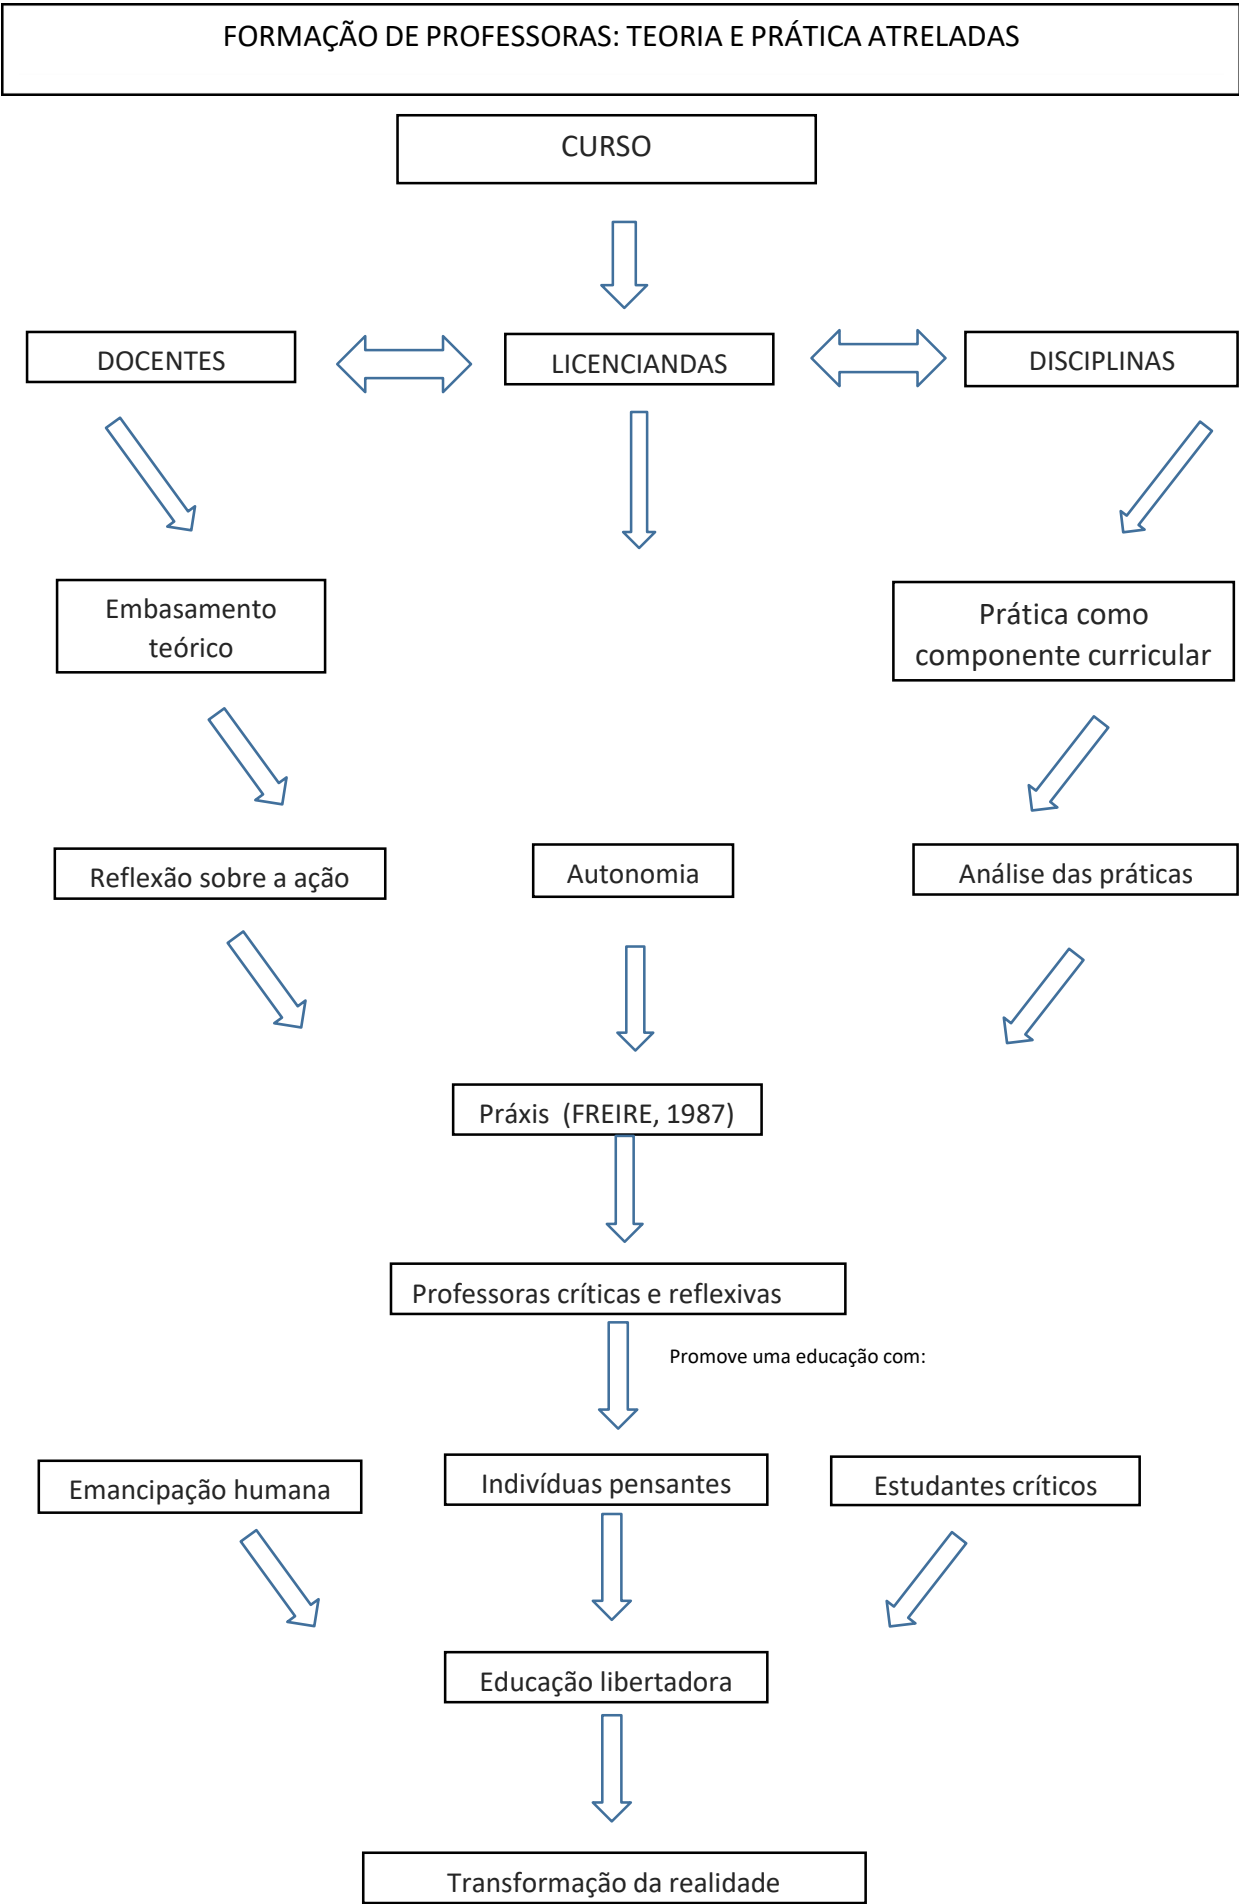 FORMAÇÃO DE PROFESSORAS: TEORIA E PRÁTICA ATRELADAS
CURSO
DOCENTES
LICENCIANDAS
DISCIPLINAS
Embasamento
teórico
Prática como
componente curricular
Reflexão sobre a ação
Autonomia
Análise das práticas
Práxis (FREIRE, 1987)
Professoras críticas e reflexivas
Promove uma educação com:
Emancipação humana
Indivíduas pensantes
Estudantes críticos
Educação libertadora
Transformação da realidade